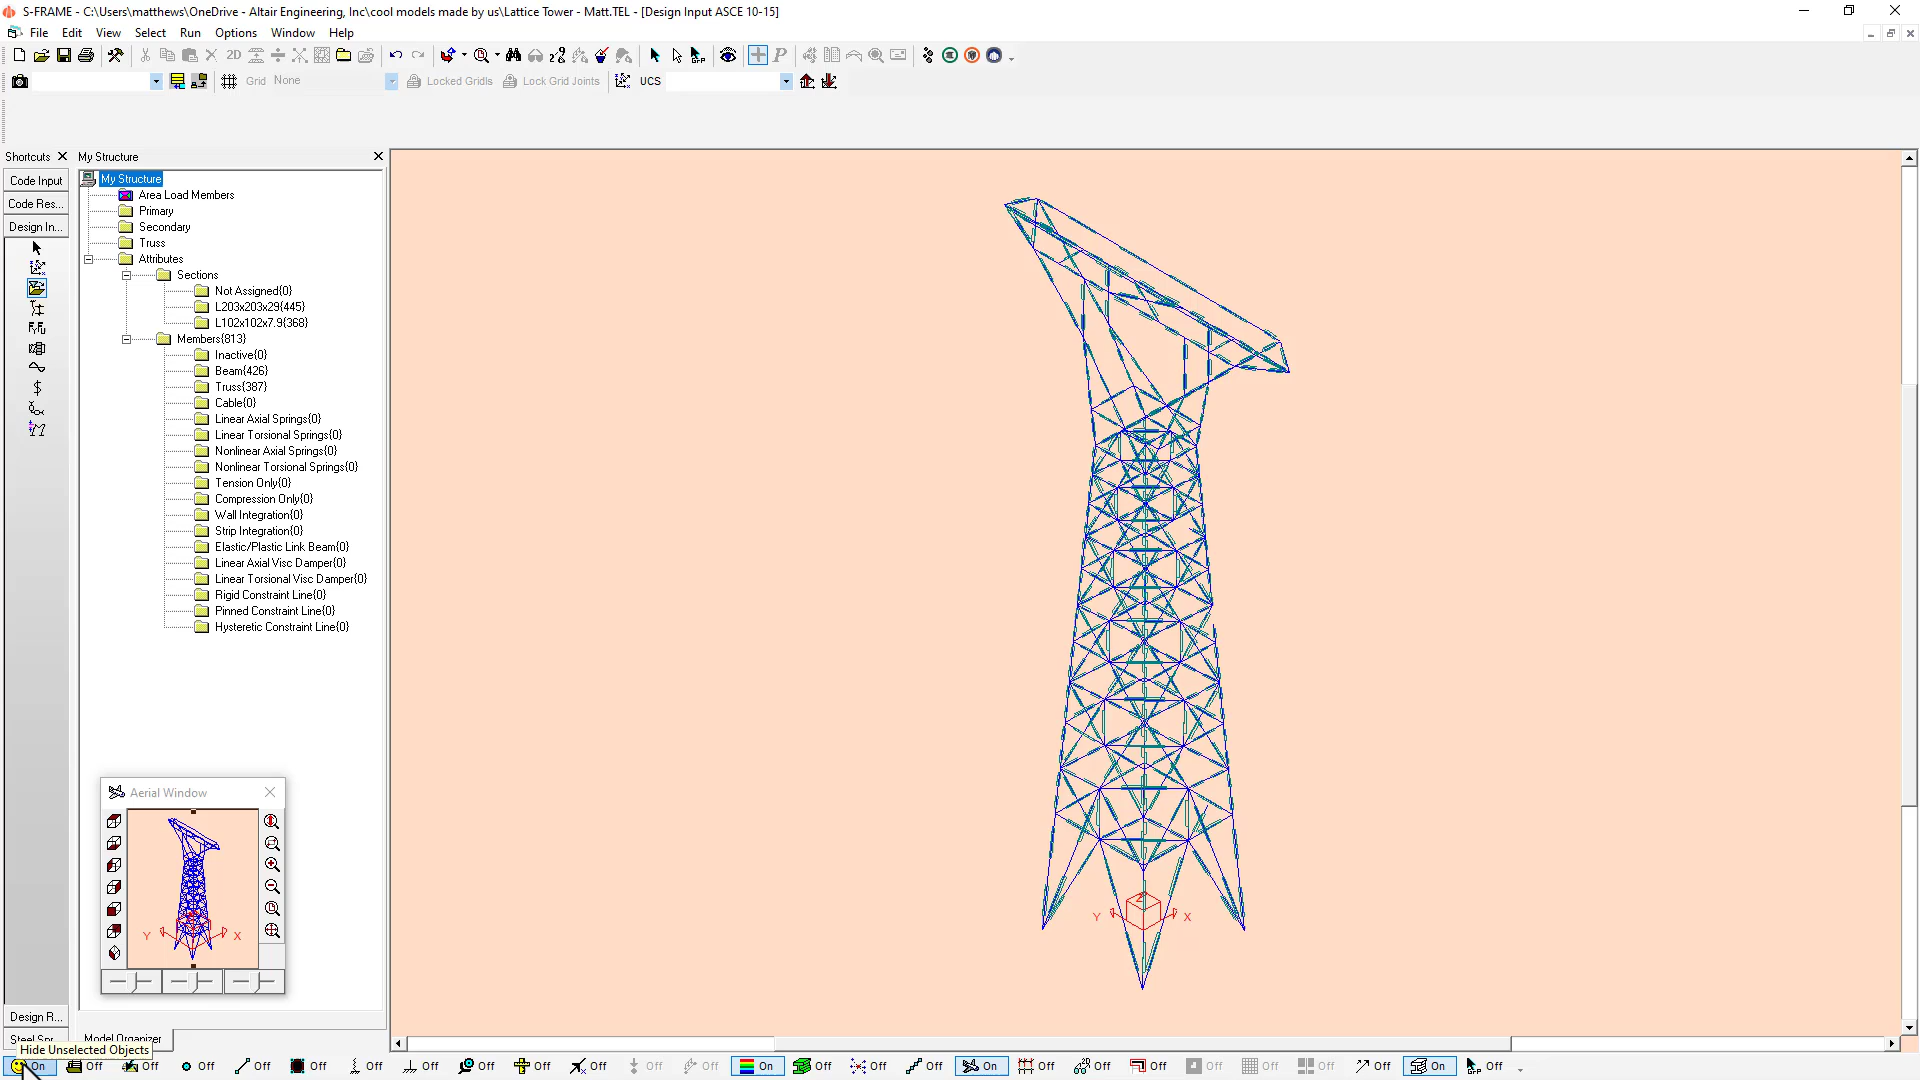 S-FRAME - C:\Users\matthews\OneDrive - Altair Engineering, Inc\cool models made by us\Lattice Tower - Matt.TEL - [Design Input ASCE 10-15]
File Edit View Select Run Options Window Help
2D
Grid None Locked Gridls Lock Grid Joints UCS
Shortcuts My Structure
Code Input
Code Res...
Design In...
My Structure
Area Load Members
Primary
Secondary
Truss
Attributes
Sections
Not Assigned{0}
L203x203x29{445}
L102x102x7.9{368}
Members{813}
Inactive{0}
Beam{426}
Truss{387}
Cable{0}
Linear Axial Springs{0}
Linear Torsional Springs{0}
Nonlinear Axial Springs{0}
Nonlinear Torsional Springs{0}
Tension Only{0}
Compression Only{0}
Wall Integration{0}
Strip Integration{0}
Elastic/Plastic Link Beam{0}
Linear Axial Visc Damper{0}
Linear Torsional Visc Damper{0}
Rigid Constraint Line{0}
Pinned Constraint Line{0}
Hysteretic Constraint Line{0}
Aerial Window
Y X
Z
Y X
Design R...
Model Organizer
Hide Unselected Objects
On Off Off Off Off Off Off Off Off Off Off Off Off On Off Off Off On Off Off Off Off Off Off Off On Off